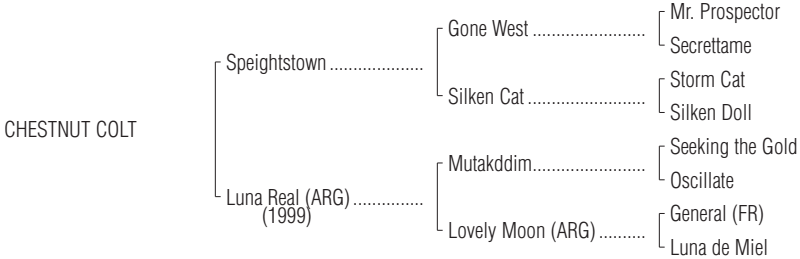 Mr. Prospector
Gone West ........................
Secrettame
Speightstown ....................
Storm Cat
Silken Cat .........................
Silken Doll
CHESTNUT COLT
Seeking the Gold
Mutakddim........................
Oscillate
Luna Real (ARG) ...............
(1999)
General (FR)
Lovely Moon (ARG) ..........
Luna de Miel